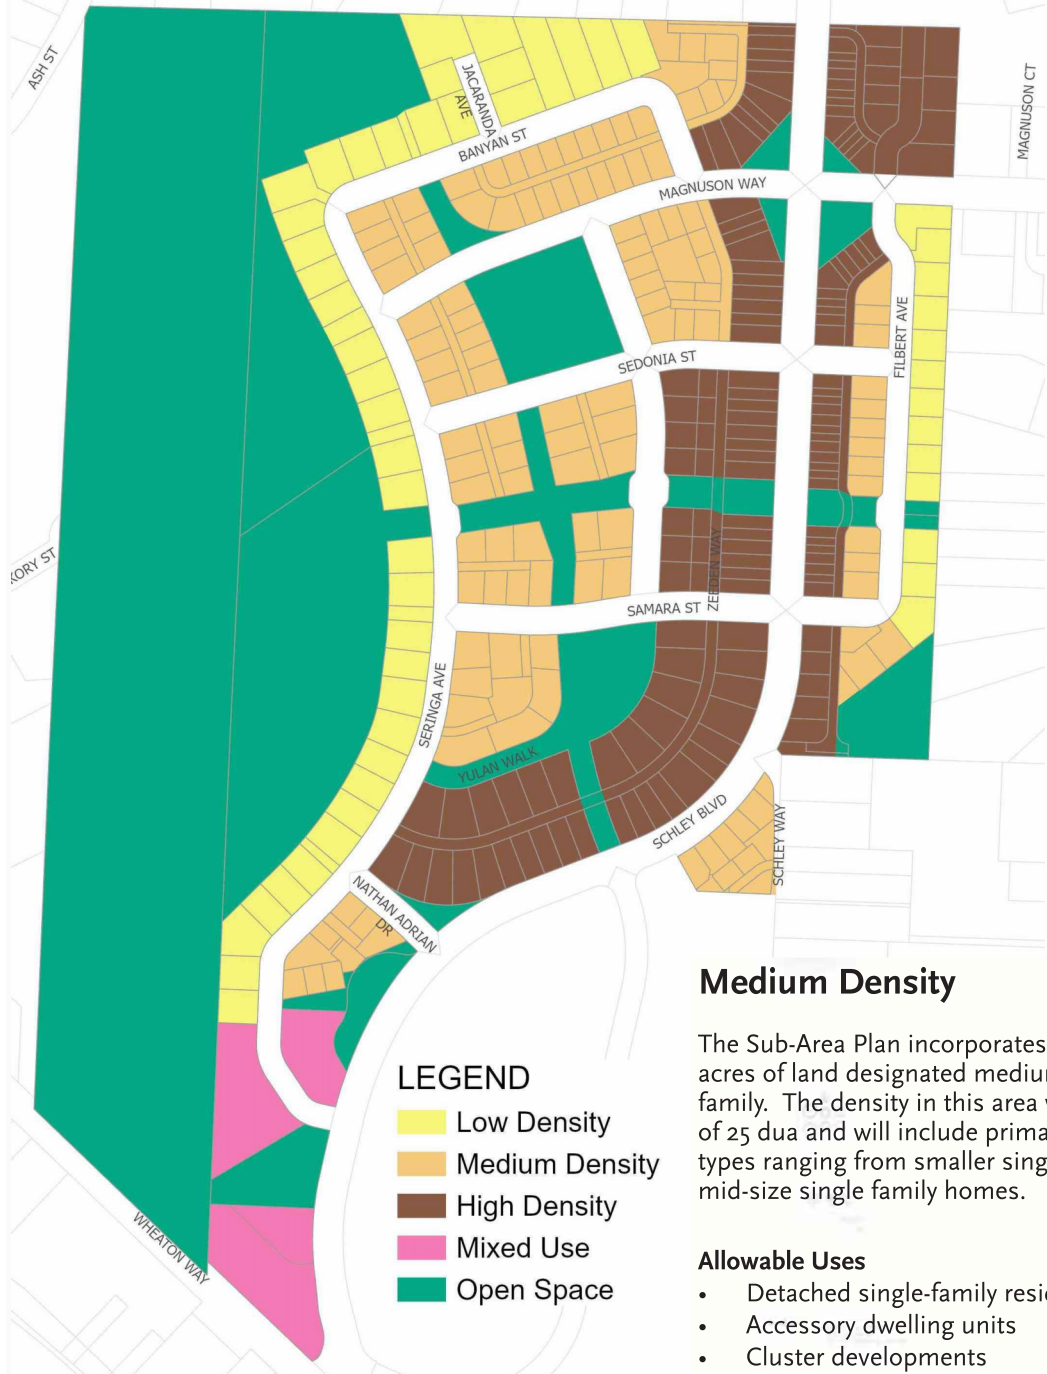 ASH ST
JACARANDA
AVE
BANYAN ST
MAGNUSON CT
MAGNUSON WAY
FILBERT AVE
SEDONIA ST
KORY ST
ZEEDEN WAY
SAMARA ST
SERINGA AVE
YULAN WALK
SCHLEY BLVD
SCHLEY WAY
NATHAN ADRIAN
DR
WHEATON WAY
LEGEND
Low Density
Medium Density
High Density
Mixed Use
Open Space
Medium Density
The Sub-Area Plan incorporates
acres of land designated mediu
family. The density in this area
of 25 dua and will include prima
types ranging from smaller sing
mid-size single family homes.
Allowable Uses
• Detached single-family resi
• Accessory dwelling units
• Cluster developments